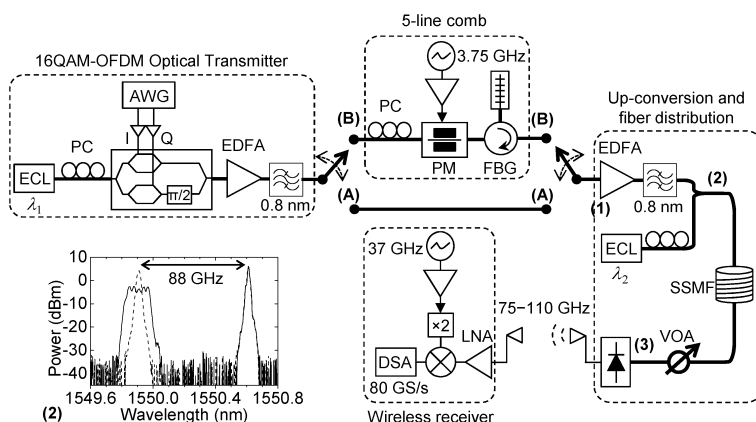 5-line comb
16QAM-OFDM Optical Transmitter
3.75 GHz
AWG
PC
(B)
(B)
Up-conversion and
fiber distribution
I
Q
EDFA
PC
EDFA
(2)
ECL
π/2
PM
FBG
λ1
0.8 nm
(A)
(A)
(1)
0.8 nm
ECL
λ2
SSMF
37 GHz
75–110 GHz
×2
LNA
(3)
VOA
DSA
80 GS/s
Wireless receiver
10
0
-10
-20
-30
-40
Power (dBm)
88 GHz
1549.6
1550.0
1550.4
1550.8
Wavelength (nm)
(2)